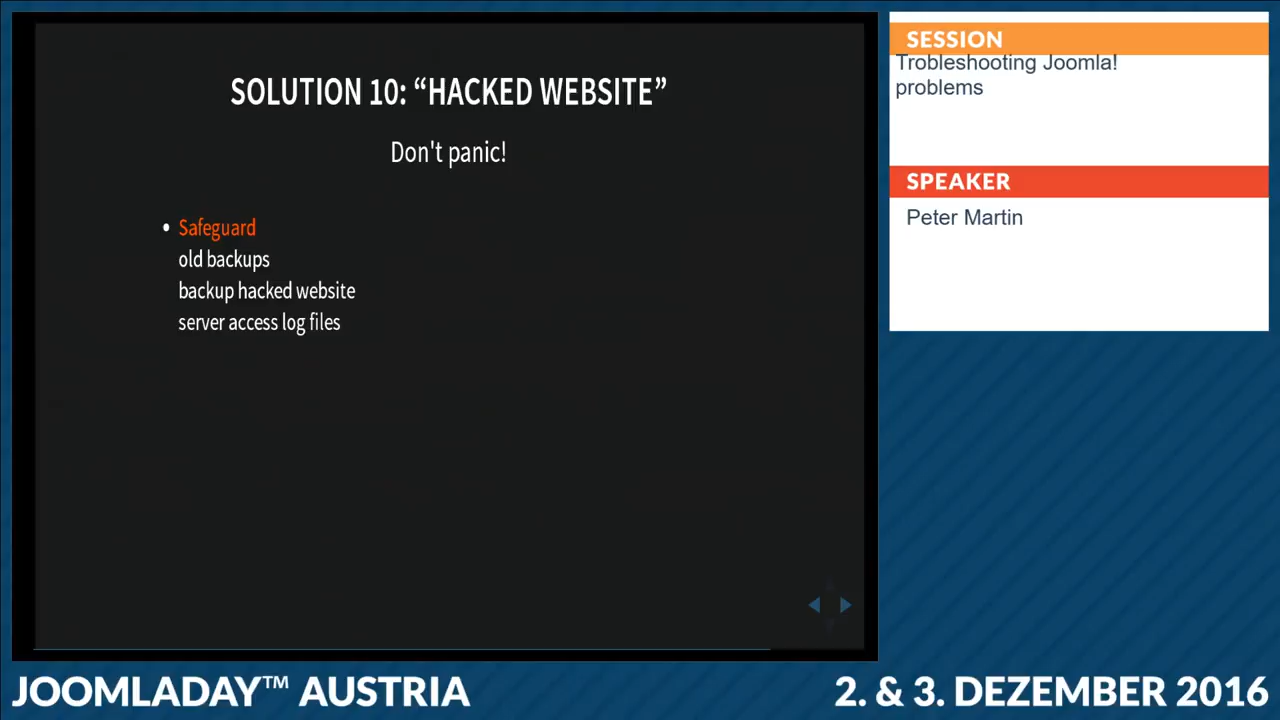 SOLUTION 10: “HACKED WEBSITE”
Don't panic!
• Safeguard
old backups
backup hacked website
server access log files
SESSION
Trobleshooting Joomla!
problems
SPEAKER
Peter Martin
JOOMLADAY™ AUSTRIA
2. & 3. DEZEMBER 2016